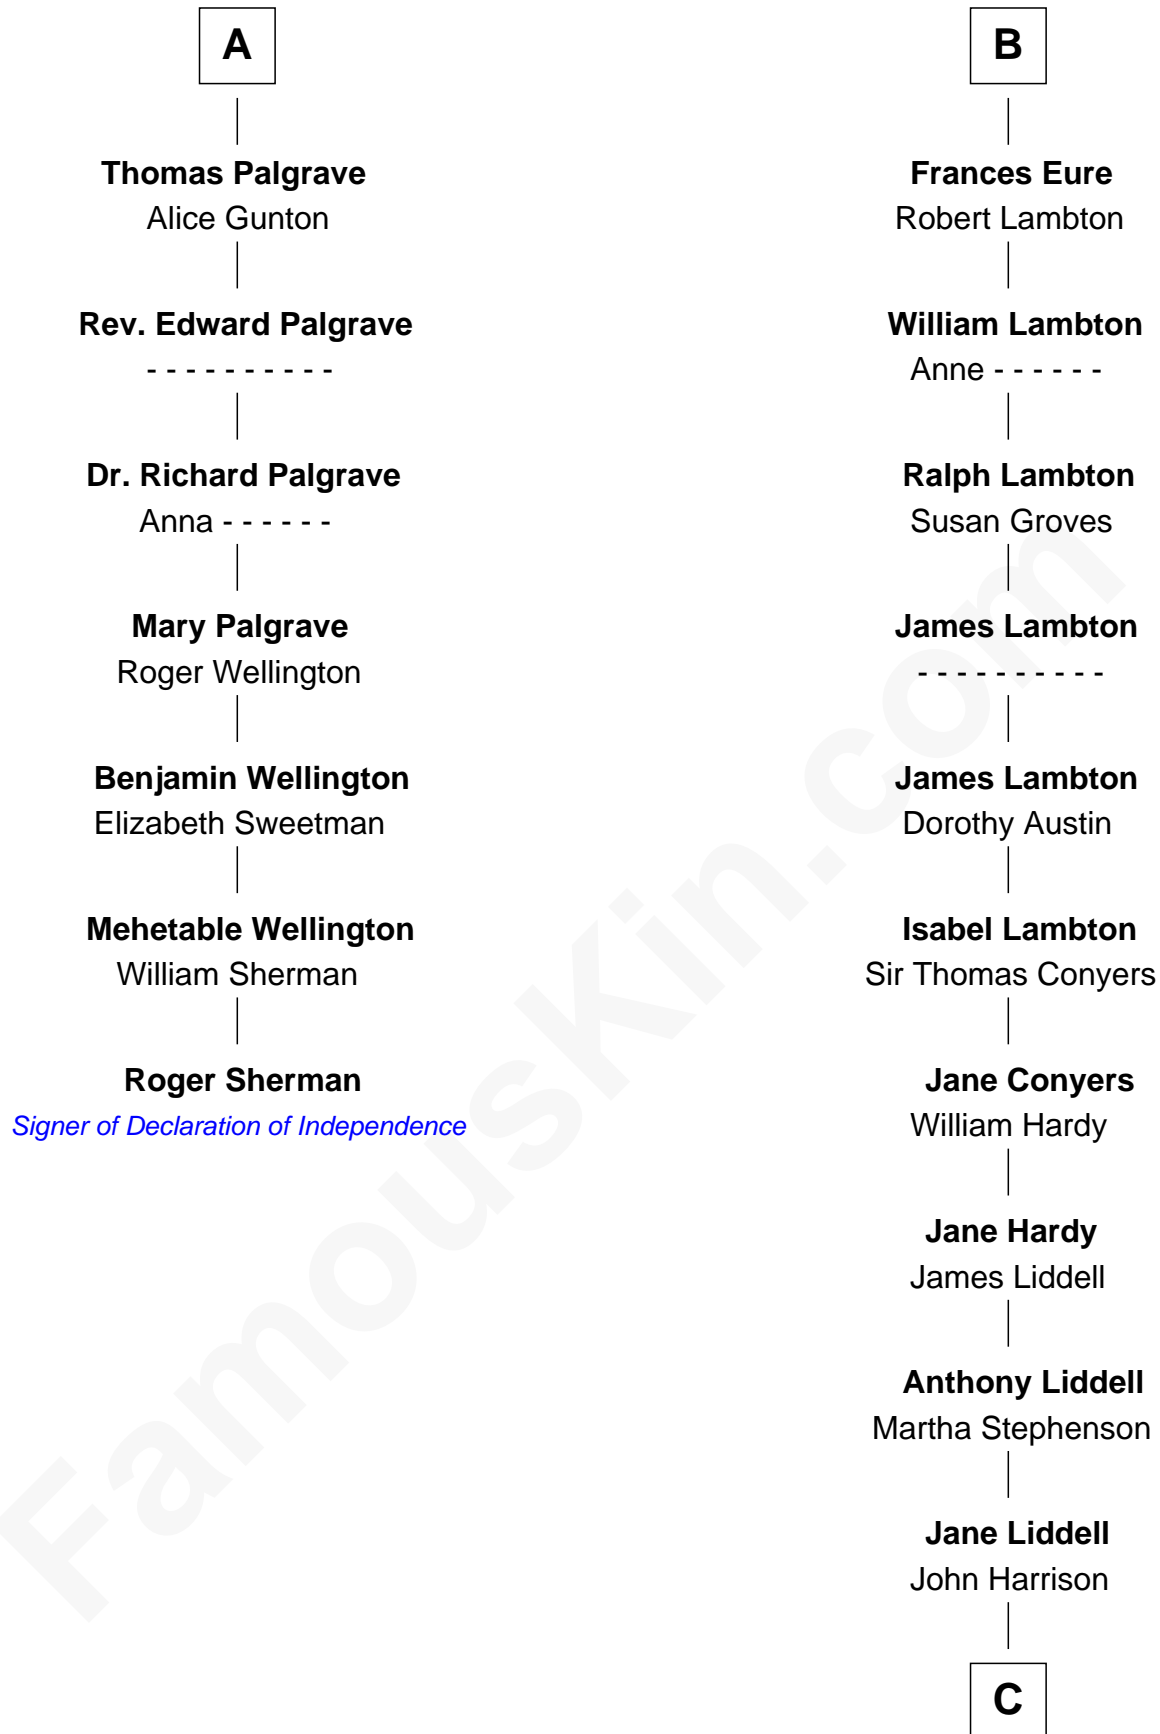 A
Thomas Palgrave
Alice Gunton
Rev. Edward Palgrave
- - - - - - - - - -
Dr. Richard Palgrave
Anna - - - - - -
Mary Palgrave
Roger Wellington
Benjamin Wellington
Elizabeth Sweetman
Mehetable Wellington
William Sherman
Roger Sherman
Signer of Declaration of Independence
B
Frances Eure
Robert Lambton
William Lambton
Anne - - - - - -
Ralph Lambton
Susan Groves
James Lambton
- - - - - - - - - -
James Lambton
Dorothy Austin
Isabel Lambton
Sir Thomas Conyers
Jane Conyers
William Hardy
Jane Hardy
James Liddell
Anthony Liddell
Martha Stephenson
Jane Liddell
John Harrison
C
FamousKin.com